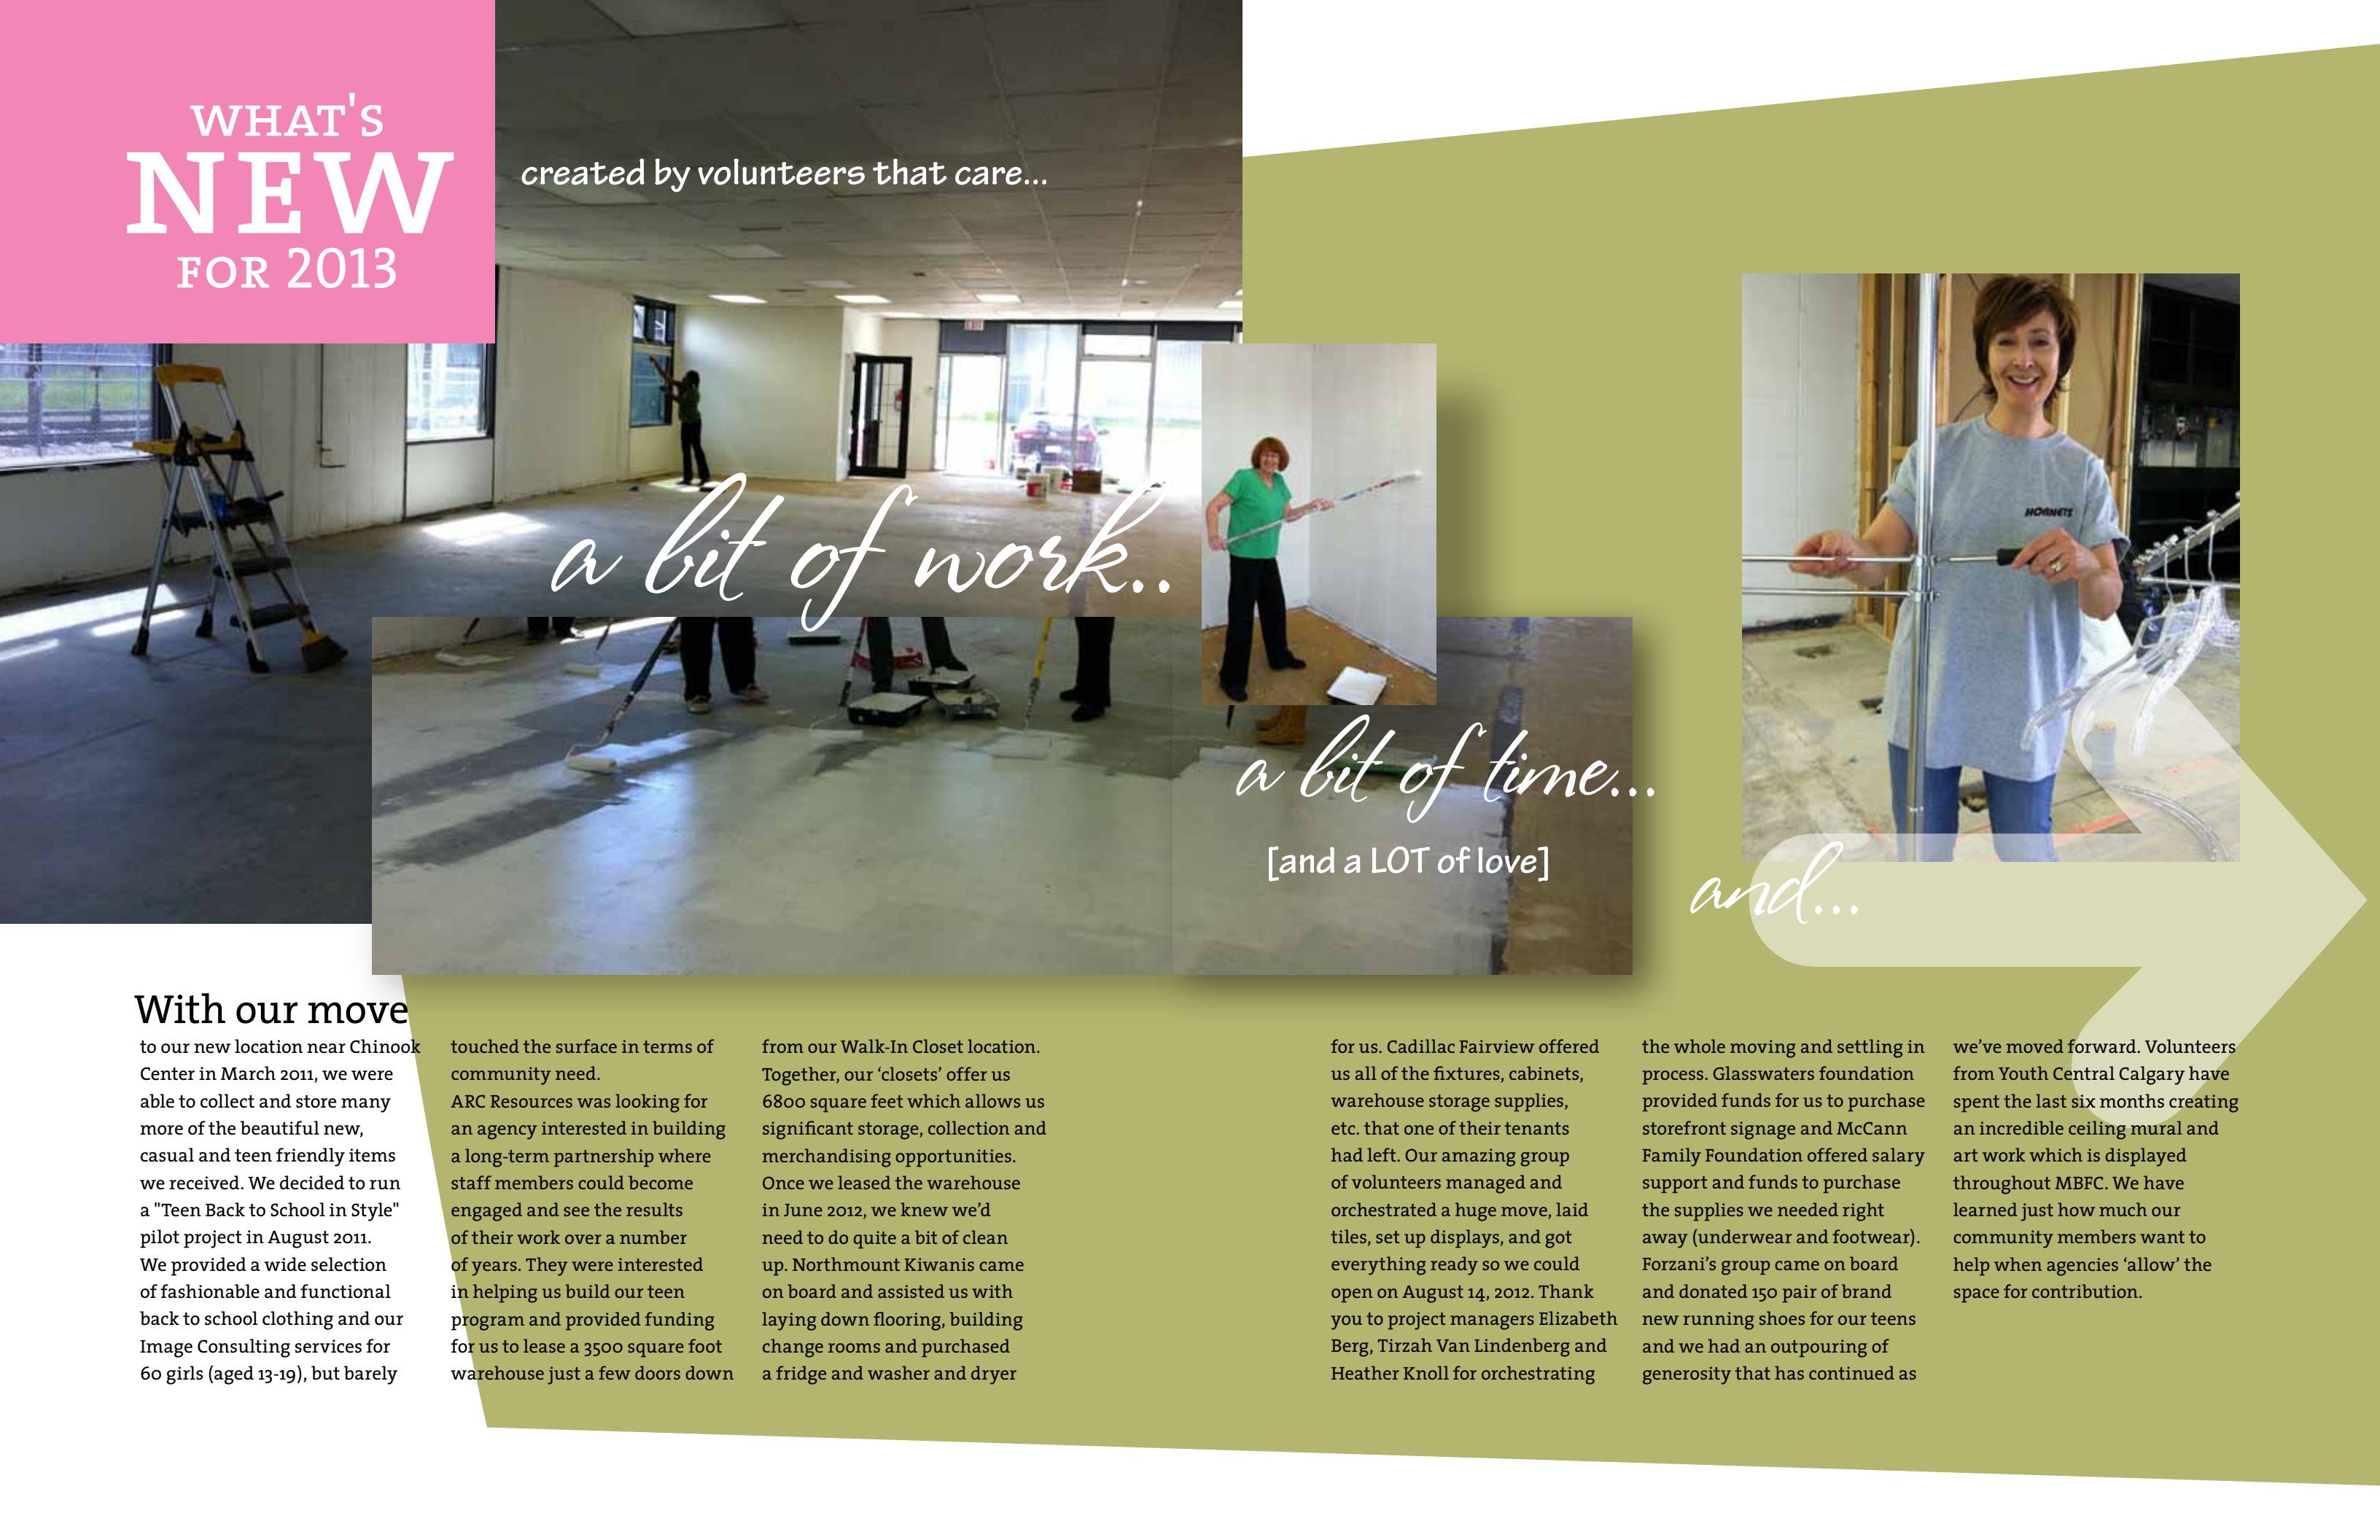 WHAT'S
NEW
FOR 2013
created by volunteers that care...
a bit of work..
HORNETS
a bit of time...
[and a LOT of love]
and...
With our move
to our new location near Chinook
Center in March 2011, we were
able to collect and store many
more of the beautiful new,
casual and teen friendly items
we received. We decided to run
a "Teen Back to School in Style"
pilot project in August 2011.
We provided a wide selection
of fashionable and functional
back to school clothing and our
Image Consulting services for
60 girls (aged 13-19), but barely
touched the surface in terms of
community need.
ARC Resources was looking for
an agency interested in building
a long-term partnership where
staff members could become
engaged and see the results
of their work over a number
of years. They were interested
in helping us build our teen
program and provided funding
for us to lease a 3500 square foot
warehouse just a few doors down
from our Walk-In Closet location.
Together, our ‘closets’ offer us
6800 square feet which allows us
significant storage, collection and
merchandising opportunities.
Once we leased the warehouse
in June 2012, we knew we’d
need to do quite a bit of clean
up. Northmount Kiwanis came
on board and assisted us with
laying down flooring, building
change rooms and purchased
a fridge and washer and dryer
for us. Cadillac Fairview offered
us all of the fixtures, cabinets,
warehouse storage supplies,
etc. that one of their tenants
had left. Our amazing group
of volunteers managed and
orchestrated a huge move, laid
tiles, set up displays, and got
everything ready so we could
open on August 14, 2012. Thank
you to project managers Elizabeth
Berg, Tirzah Van Lindenberg and
Heather Knoll for orchestrating
the whole moving and settling in
process. Glasswaters foundation
provided funds for us to purchase
storefront signage and McCann
Family Foundation offered salary
support and funds to purchase
the supplies we needed right
away (underwear and footwear).
Forzani’s group came on board
and donated 150 pair of brand
new running shoes for our teens
and we had an outpouring of
generosity that has continued as
we’ve moved forward. Volunteers
from Youth Central Calgary have
spent the last six months creating
an incredible ceiling mural and
art work which is displayed
throughout MBFC. We have
learned just how much our
community members want to
help when agencies ‘allow’ the
space for contribution.